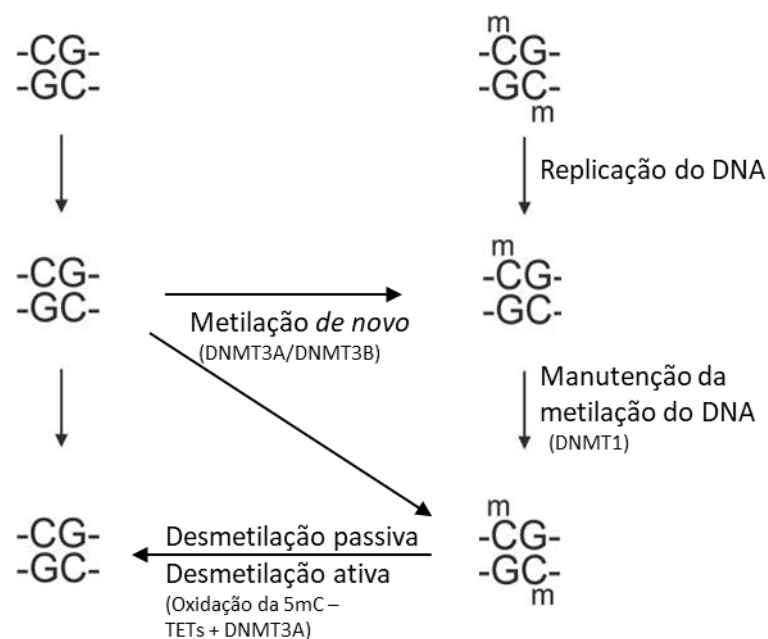 m
-CG-
-GC-
-CG-
-GC-
m
Replicação do DNA
m
-CG-
-GC-
-CG-
-GC-
Metilação de novo
(DNMT3A/DNMT3B)
Manutenção da
metilação do DNA
(DNMT1)
m
-CG-
-GC-
-CG-
-GC-
m
Desmetilação passiva
Desmetilação ativa
(Oxidação da 5mC –
TETs + DNMT3A)